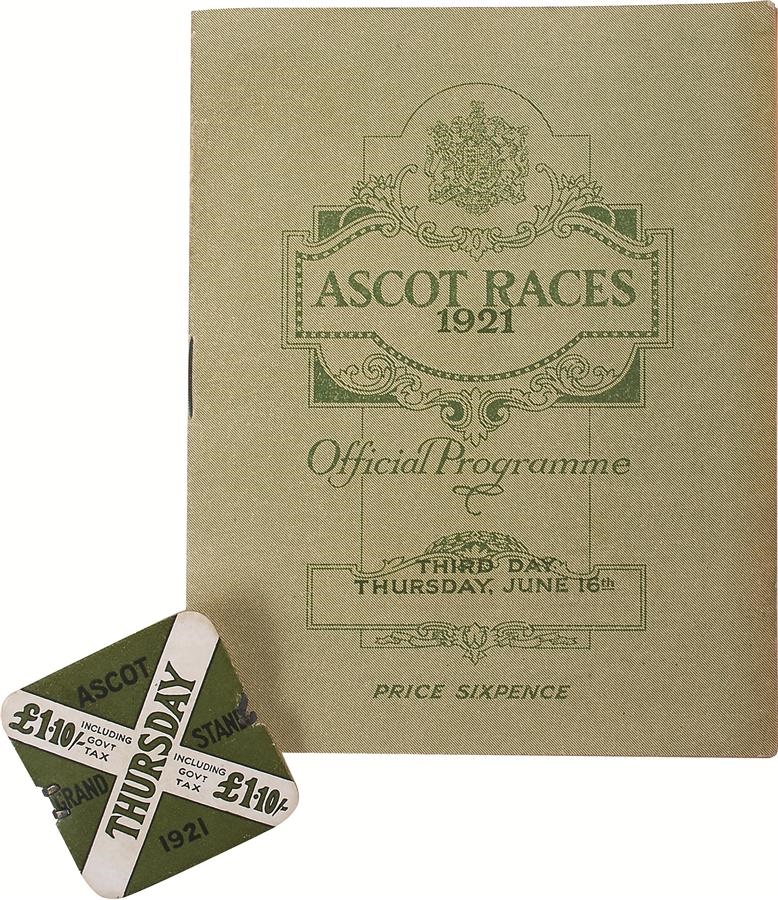 ASCOT RACES
1921
Official Programme
THIRD DAY
THURSDAY, JUNE 16th
PRICE SIXPENCE
ASCOT
£1·10/-
INCLUDING
GOVT
TAX
THURSDAY
STAND
GRAND
INCLUDING
GOVT
TAX
£1·10/-
1921